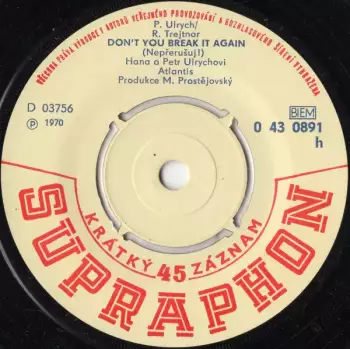 VŠECHNA PRÁVA VÝROBCE I AUTORŮ VEŘEJNÉHO PROVOZOVÁNÍ A ROZHLASOVÉHO ŠÍŘENÍ VYHRAŽENA
P. Ulrych/
R. Trejtnar
DON'T YOU BREAK IT AGAIN
(Nepřerušuj!)
Hana a Petr Ulrychovi
Atlantis
Produkce M. Prostějovský
D 03756
Ⓟ 1970
BIEM
0 43 0891
h
KRÁTKÝ 45 ZÁZNAM
SUPRAPHON